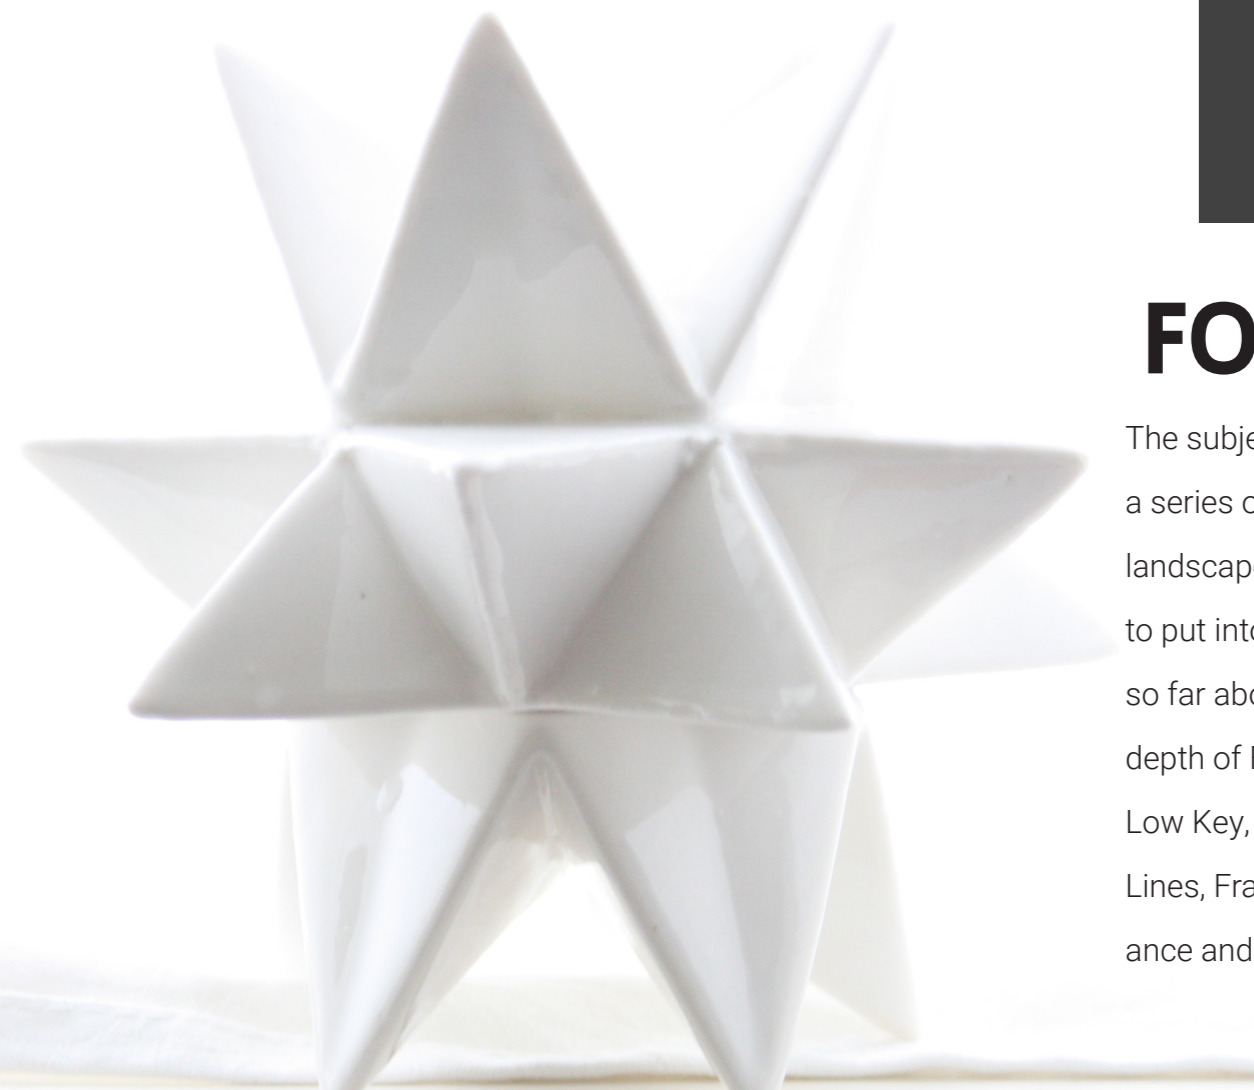 FO
The subje
a series o
landscape
to put into
so far abo
depth of F
Low Key,
Lines, Fra
ance and